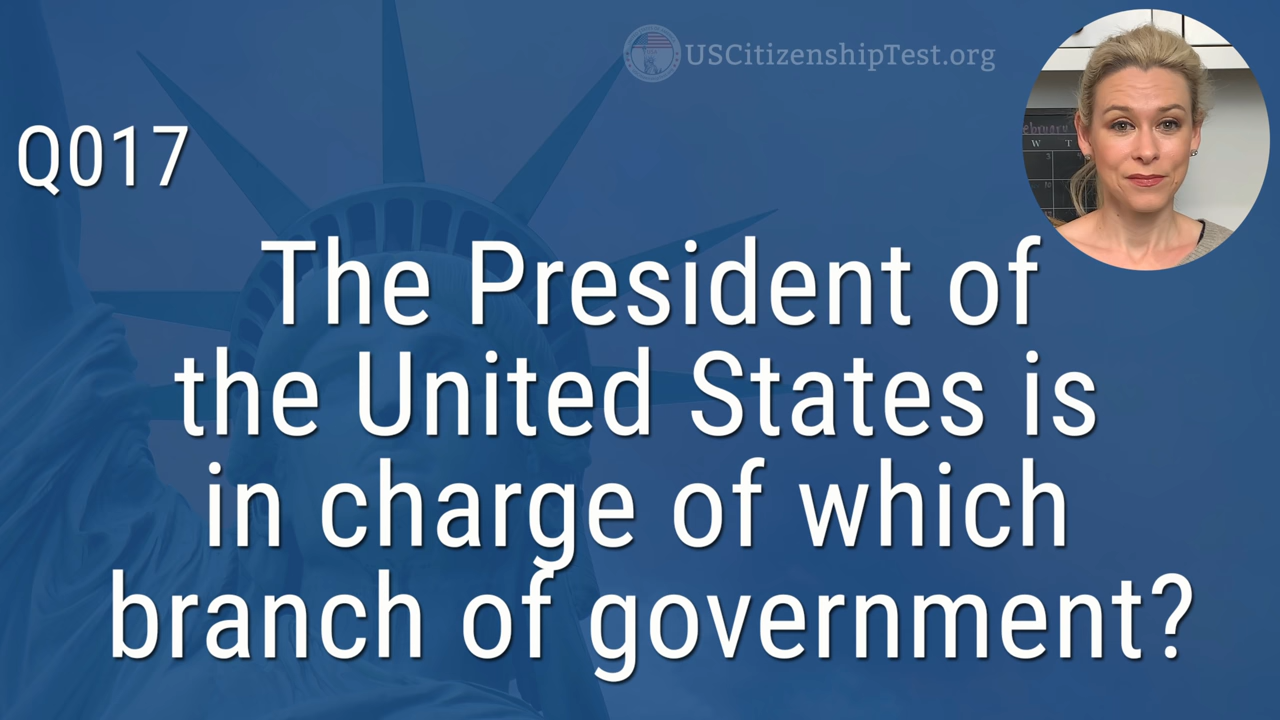 USCitizenshipTest.org
Q017
The President of
the United States is
in charge of which
branch of government?